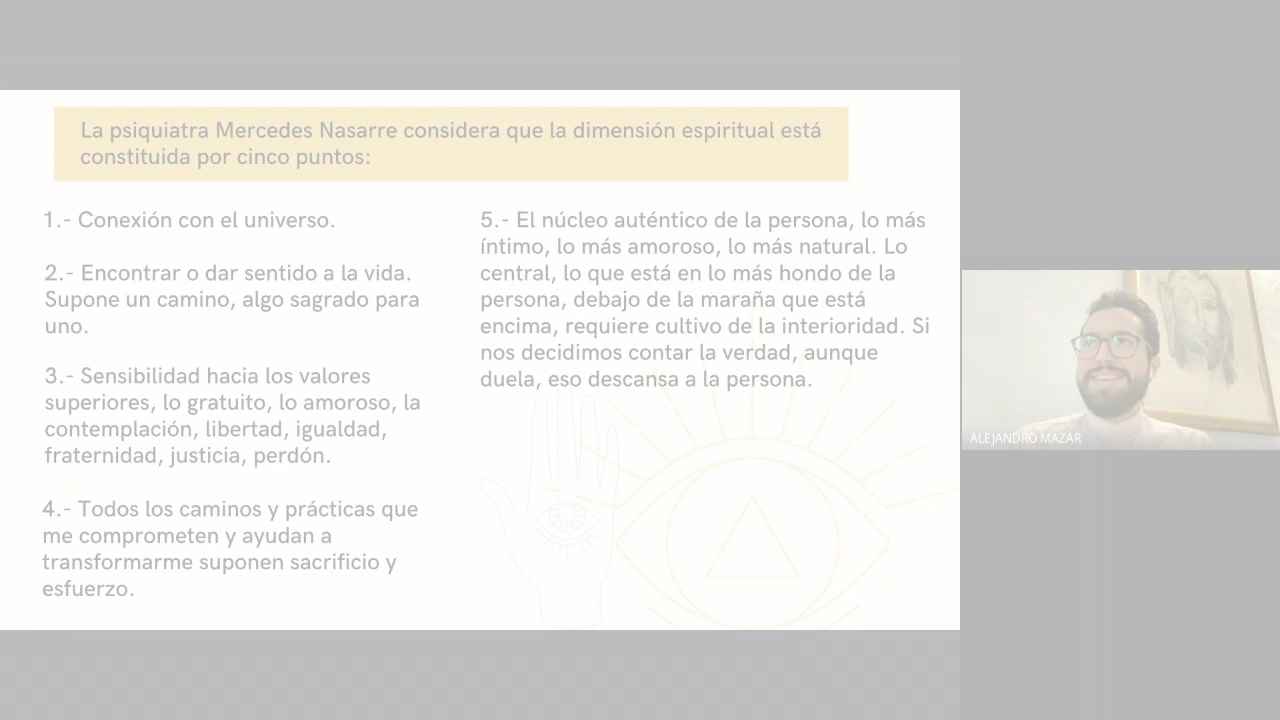 La psiquiatra Mercedes Nasarre considera que la dimensión espiritual está
constituida por cinco puntos:
1.- Conexión con el universo.
2.- Encontrar o dar sentido a la vida.
Supone un camino, algo sagrado para
uno.
3.- Sensibilidad hacia los valores
superiores, lo gratuito, lo amoroso, la
contemplación, libertad, igualdad,
fraternidad, justicia, perdón.
4.- Todos los caminos y prácticas que
me comprometen y ayudan a
transformarme suponen sacrificio y
esfuerzo.
5.- El núcleo auténtico de la persona, lo más
íntimo, lo más amoroso, lo más natural. Lo
central, lo que está en lo más hondo de la
persona, debajo de la maraña que está
encima, requiere cultivo de la interioridad. Si
nos decidimos contar la verdad, aunque
duela, eso descansa a la persona.
ALEJANDRO MAZAR